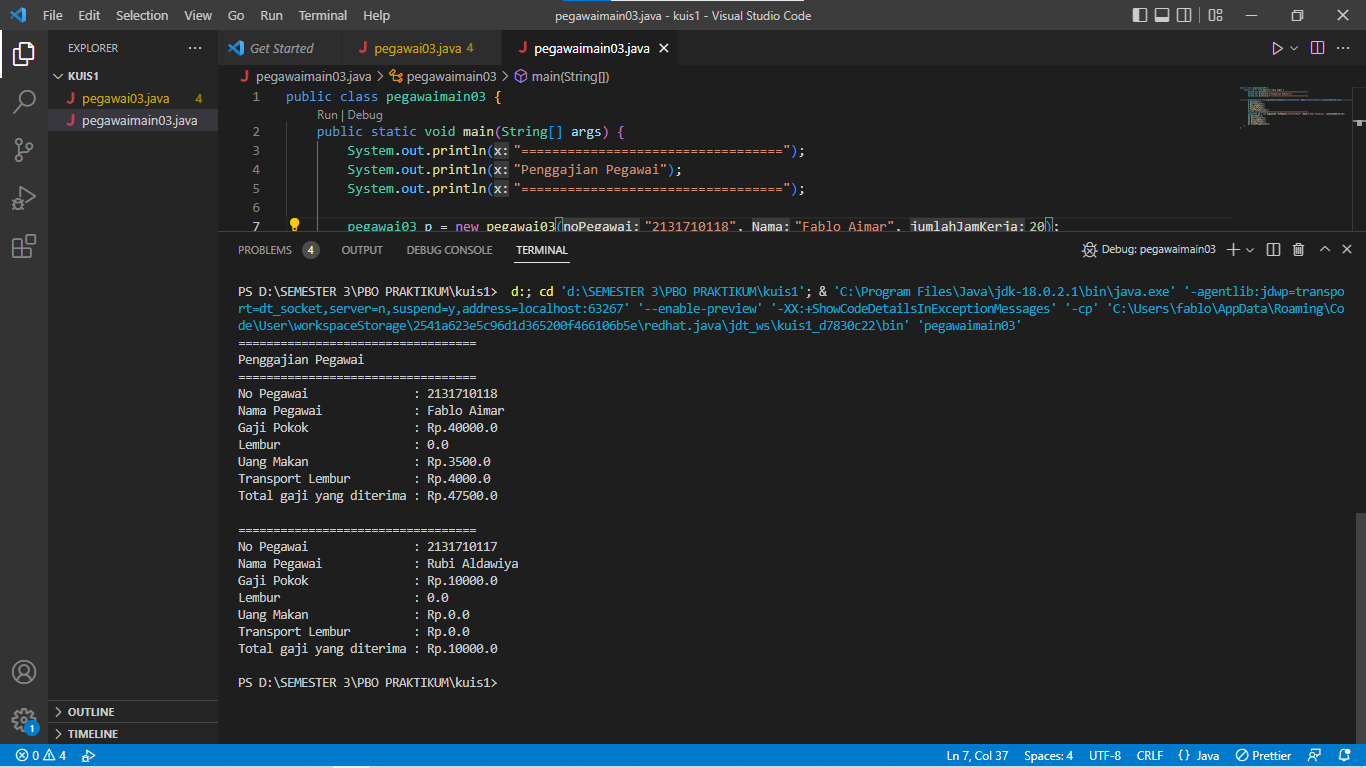 File Edit Selection View Go Run Terminal Help
pegawaimain03.java - kuis1 - Visual Studio Code
EXPLORER
KUIS1
pegawai03.java 4
pegawaimain03.java
OUTLINE
TIMELINE
Get Started
pegawai03.java 4
pegawaimain03.java
pegawaimain03.java > pegawaimain03 > main(String[])
1 public class pegawaimain03 {
Run | Debug
2 public static void main(String[] args) {
3 System.out.println(x: "==================================");
4 System.out.println(x: "Penggajian Pegawai");
5 System.out.println(x: "==================================");
6
7 pegawai03 p = new pegawai03(noPegawai: "2131710118", Nama: "Fablo Aimar", jumlahJamKerja: 20);
PROBLEMS 4 OUTPUT DEBUG CONSOLE TERMINAL
Debug: pegawaimain03
PS D:\SEMESTER 3\PBO PRAKTIKUM\kuis1> d:; cd 'd:\SEMESTER 3\PBO PRAKTIKUM\kuis1'; & 'C:\Program Files\Java\jdk-18.0.2.1\bin\java.exe' '-agentlib:jdwp=transpo
rt=dt_socket,server=n,suspend=y,address=localhost:63267' '--enable-preview' '-XX:+ShowCodeDetailsInExceptionMessages' '-cp' 'C:\Users\fablo\AppData\Roaming\Co
de\User\workspaceStorage\2541a623e5c96d1d365200f466106b5e\redhat.java\jdt_ws\kuis1_d7830c22\bin' 'pegawaimain03'
==================================
Penggajian Pegawai
==================================
No Pegawai : 2131710118
Nama Pegawai : Fablo Aimar
Gaji Pokok : Rp.40000.0
Lembur : 0.0
Uang Makan : Rp.3500.0
Transport Lembur : Rp.4000.0
Total gaji yang diterima : Rp.47500.0
==================================
No Pegawai : 2131710117
Nama Pegawai : Rubi Aldawiya
Gaji Pokok : Rp.10000.0
Lembur : 0.0
Uang Makan : Rp.0.0
Transport Lembur : Rp.0.0
Total gaji yang diterima : Rp.10000.0
PS D:\SEMESTER 3\PBO PRAKTIKUM\kuis1>
1
0 4
Ln 7, Col 37 Spaces: 4 UTF-8 CRLF {} Java Prettier